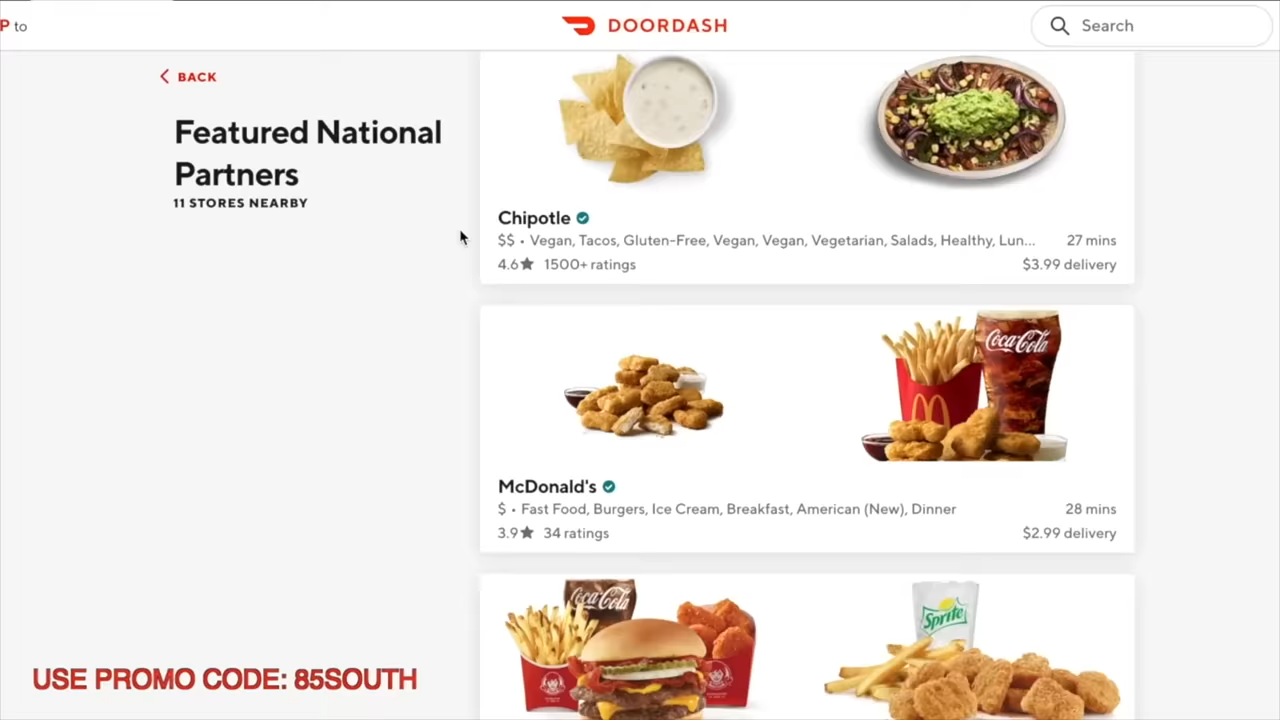 P to
DOORDASH
Search
BACK
Featured National
Partners
11 STORES NEARBY
Chipotle
$$ • Vegan, Tacos, Gluten-Free, Vegan, Vegan, Vegetarian, Salads, Healthy, Lun... 27 mins
4.6★ 1500+ ratings $3.99 delivery
Coca-Cola
McDonald's
$ • Fast Food, Burgers, Ice Cream, Breakfast, American (New), Dinner 28 mins
3.9★ 34 ratings $2.99 delivery
Coca-Cola
Sprite
USE PROMO CODE: 85SOUTH